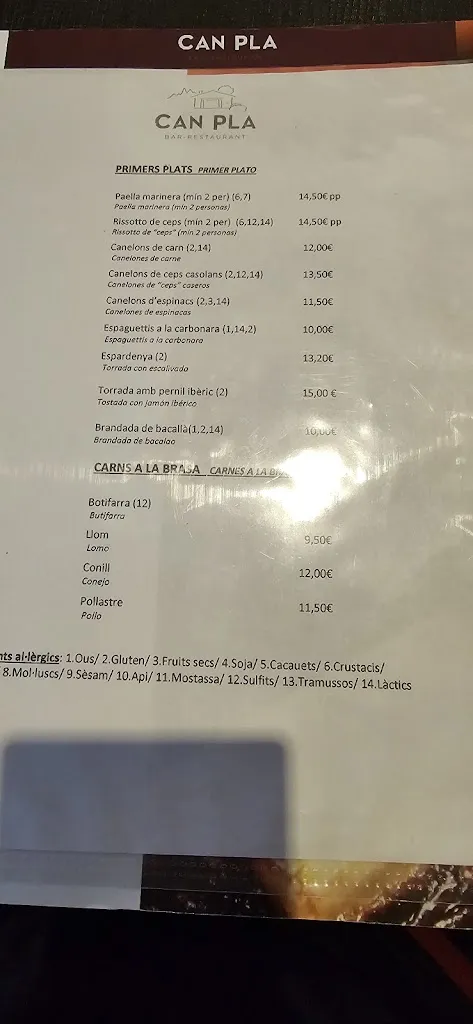 CAN PLA
CAN PLA
BAR-RESTAURANT
PRIMERS PLATS PRIMER PLATO
Paella marinera (min 2 per) (6,7) 14,50€ pp
Paella marinera (min 2 personas)
Rissotto de ceps (min 2 per) (6,12,14) 14,50€ pp
Rissotto de "ceps" (min 2 personas)
Canelons de carn (2,14) 12,00€
Canelones de carne
Canelons de ceps casolans (2,12,14) 13,50€
Canelones de "ceps" caseros
Canelons d'espinacs (2,3,14) 11,50€
Canelones de espinacas
Espaguettis a la carbonara (1,14,2) 10,00€
Espaguettis a la carbonara
Espardenya (2) 13,20€
Torrada con escalivada
Torrada amb pernil ibèric (2) 15,00 €
Tostada con jamón ibérico
Brandada de bacallà(1,2,14) 10,00€
Brandada de bacalao
CARNS A LA BRASA CARNES A LA
Botifarra (12)
Butifarra
Llom 9,50€
Lomo
Conill 12,00€
Conejo
Pollastre 11,50€
Pollo
nts al·lèrgics: 1.Ous/ 2.Gluten/ 3.Fruits secs/ 4.Soja/ 5.Cacauets/ 6.Crustacis/
8.Mol·luscs/ 9.Sèsam/ 10.Api/ 11.Mostassa/ 12.Sulfits/ 13.Tramussos/ 14.Làctics